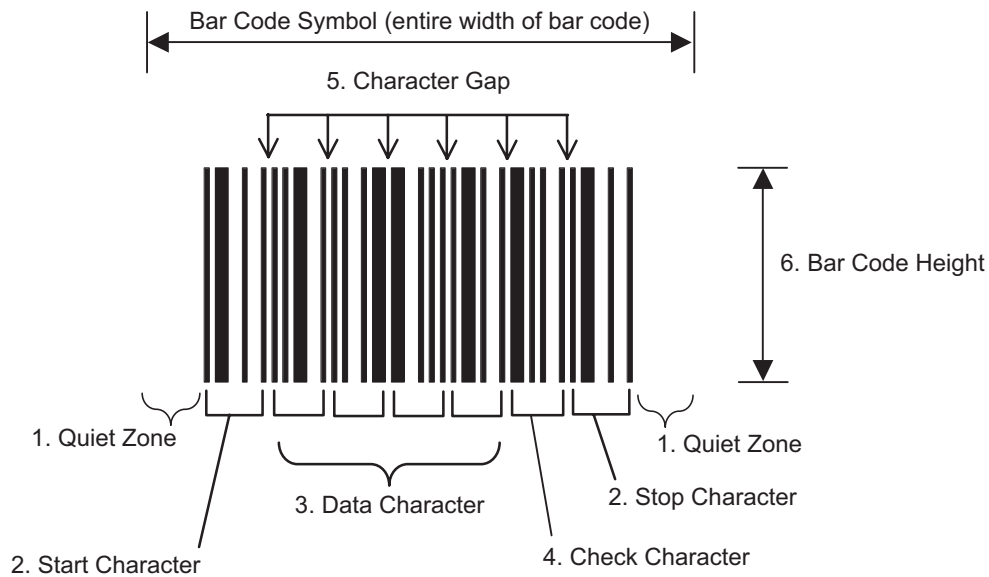 Bar Code Symbol (entire width of bar code)
5. Character Gap
6. Bar Code Height
1. Quiet Zone
1. Quiet Zone
3. Data Character
2. Stop Character
4. Check Character
2. Start Character